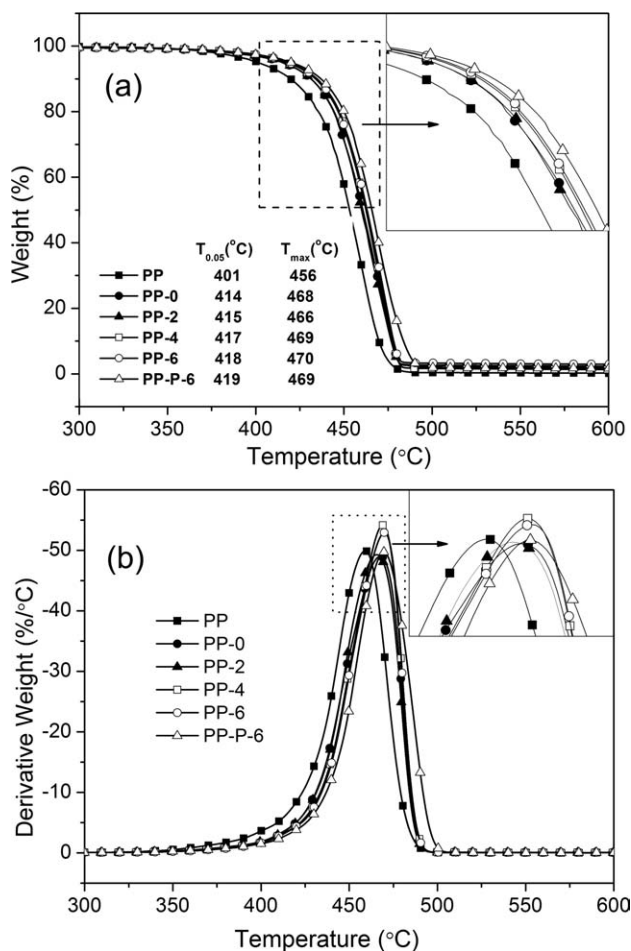 (a)
Weight (%)
100
80
60
40
20
0
T0.05(°C) Tmax(°C)
PP 401 456
PP-0 414 468
PP-2 415 466
PP-4 417 469
PP-6 418 470
PP-P-6 419 469
300 350 400 450 500 550 600
Temperature (°C)
(b)
Derivative Weight (%/°C)
-60
-50
-40
-30
-20
-10
0
PP
PP-0
PP-2
PP-4
PP-6
PP-P-6
300 350 400 450 500 550 600
Temperature (°C)